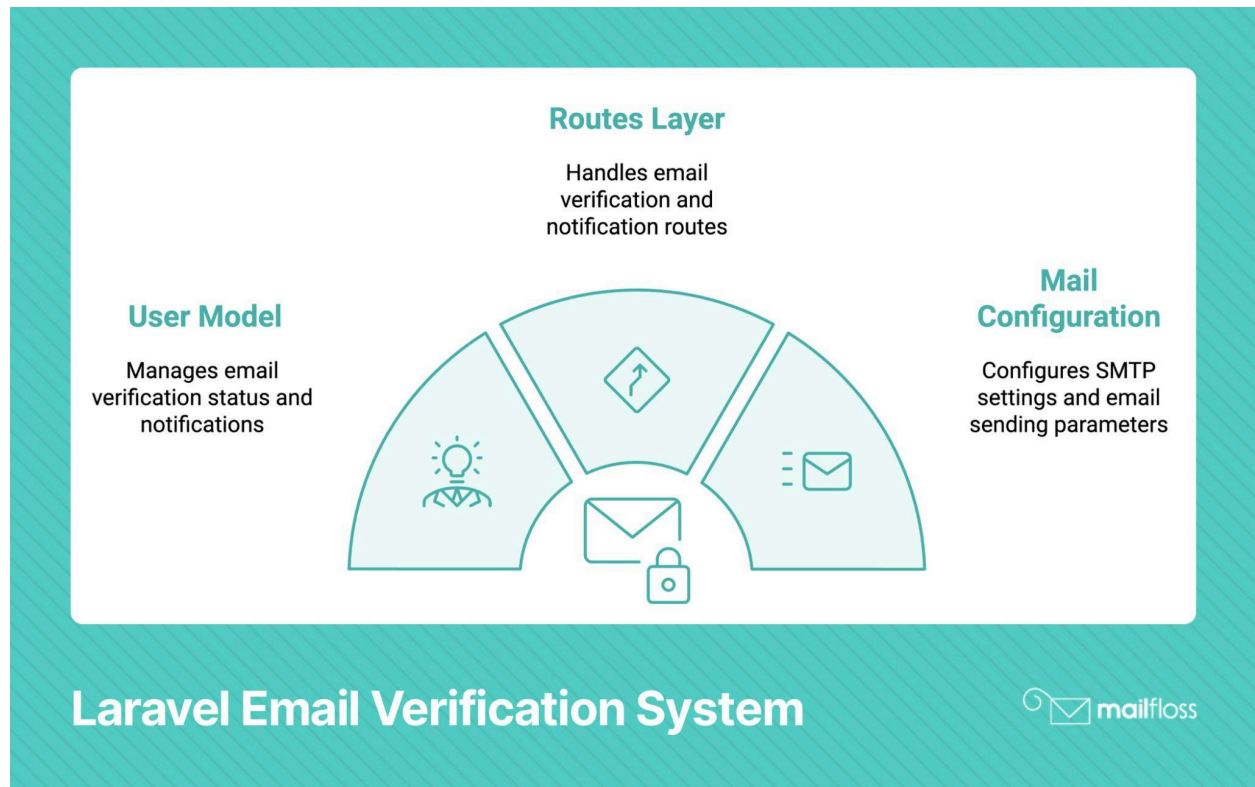 Routes Layer
Handles email
verification and
notification routes
User Model
Manages email
verification status and
notifications
Mail
Configuration
Configures SMTP
settings and email
sending parameters
Laravel Email Verification System
mailfloss